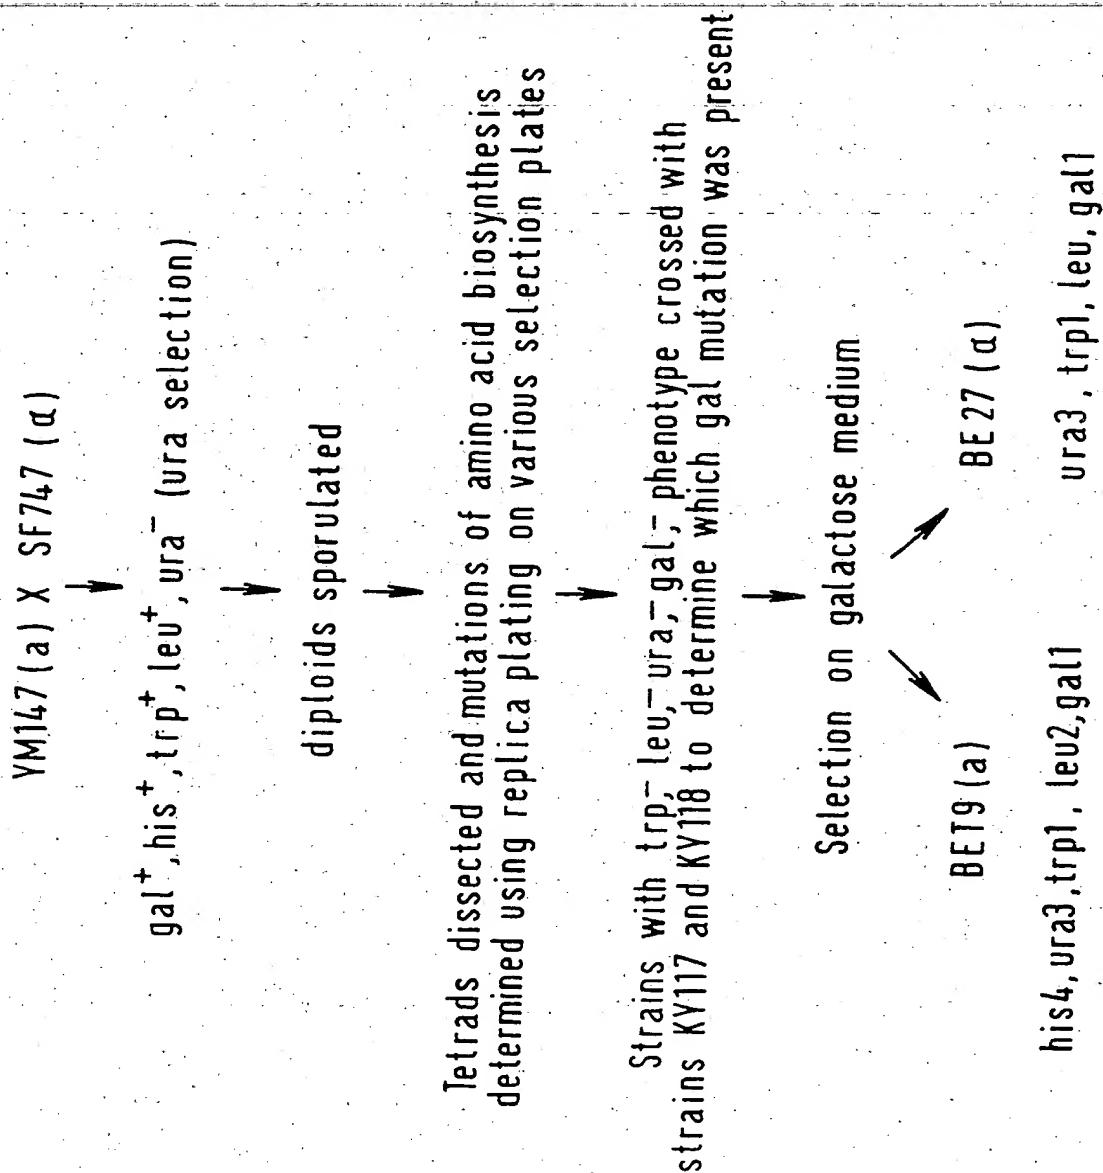 YM147 (a) X SF747 (α)
gal⁺, his⁺, trp⁺, leu⁺, ura⁻ (ura selection)
diploids sporulated
Tetrads dissected and mutations of amino acid biosynthesis
determined using replica plating on various selection plates
Strains with trp,⁻ leu,⁻ ura,⁻ gal,⁻ phenotype crossed with
strains KY117 and KY118 to determine which gal mutation was present
Selection on galactose medium
BET9 (a) BE27 (α)
his4, ura3, trp1, leu2, gal1 ura3, trp1, leu, gal1